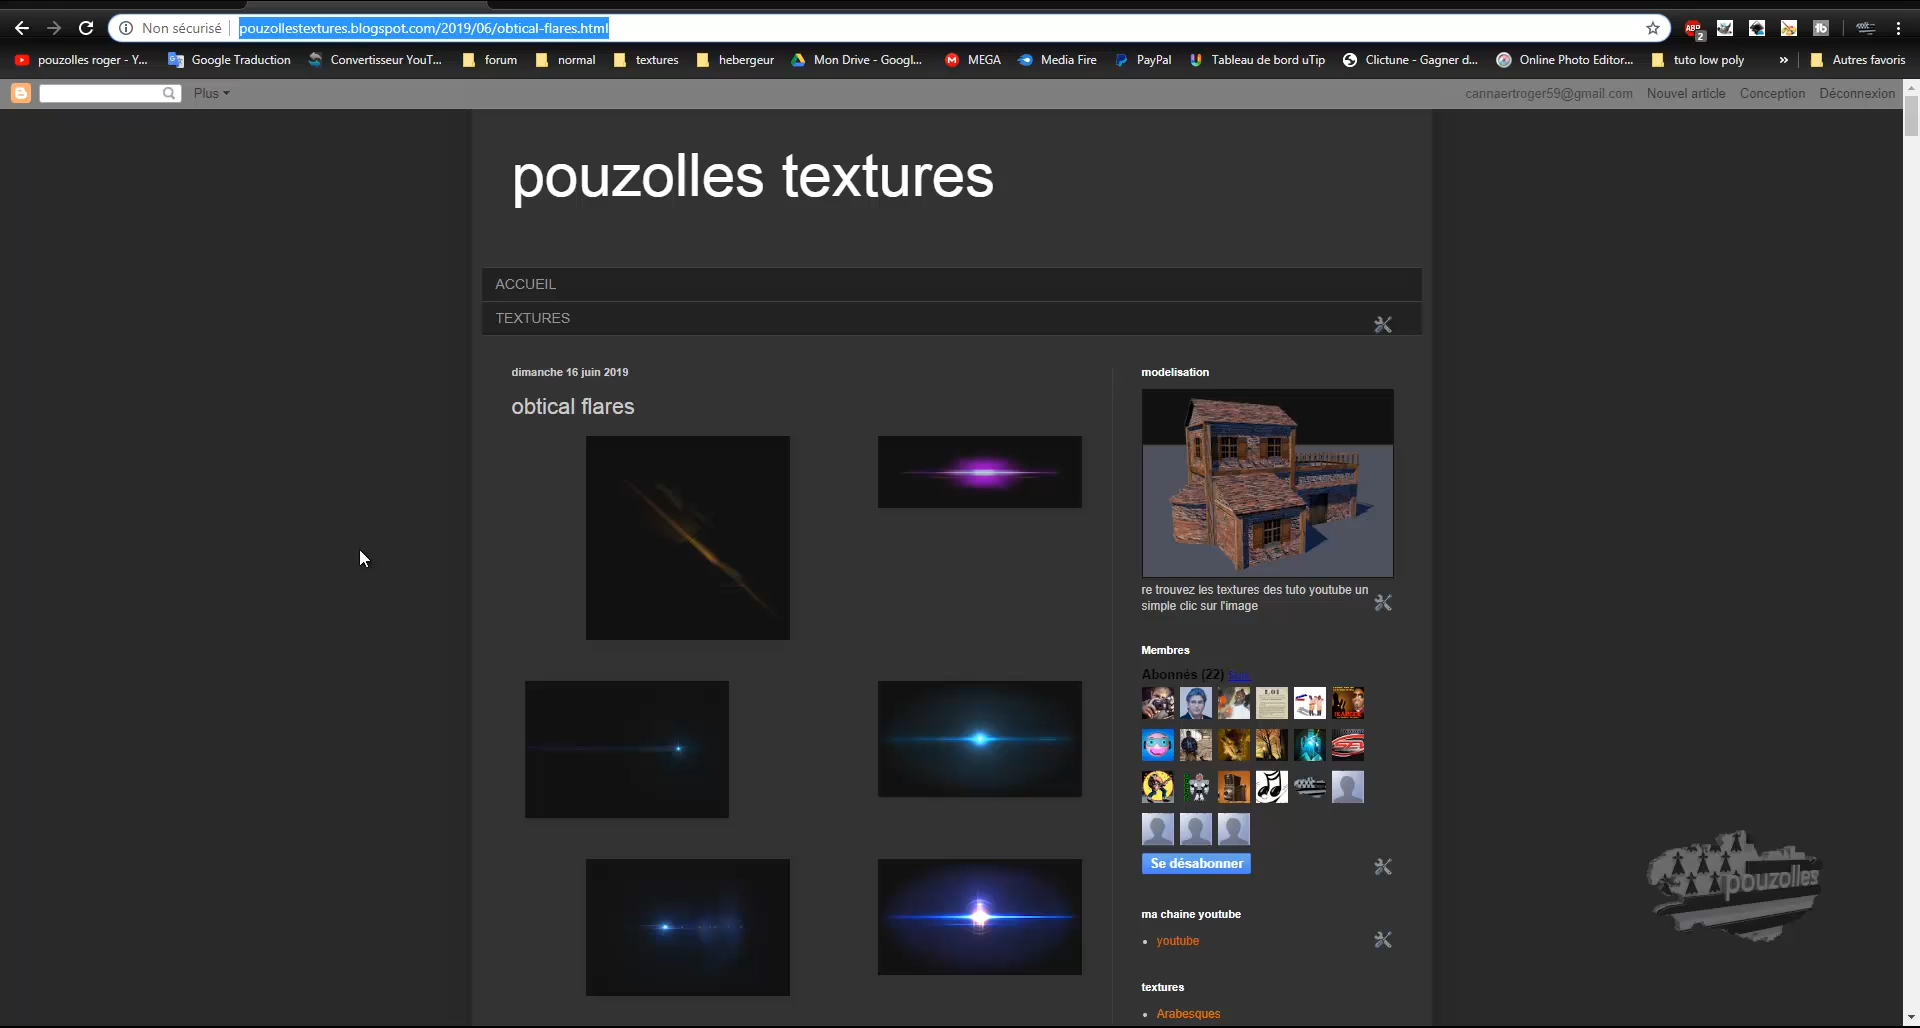 Non sécurisé pouzollestextures.blogspot.com/2019/06/obtical-flares.html
ABP 2 tb
pouzolles roger - Y... Google Traduction Convertisseur YouT... forum normal textures hebergeur Mon Drive - Googl... MEGA Media Fire PayPal Tableau de bord uTip Clictune - Gagner d... Online Photo Editor... tuto low poly » Autres favoris
Plus cannaertroger59@gmail.com Nouvel article Conception Déconnexion
pouzolles textures
ACCUEIL
TEXTURES
dimanche 16 juin 2019
obtical flares
modelisation
re trouvez les textures des tuto youtube un
simple clic sur l'image
Membres
Abonnés (22)
Se désabonner
pouzolles
ma chaine youtube
youtube
textures
Arabesques